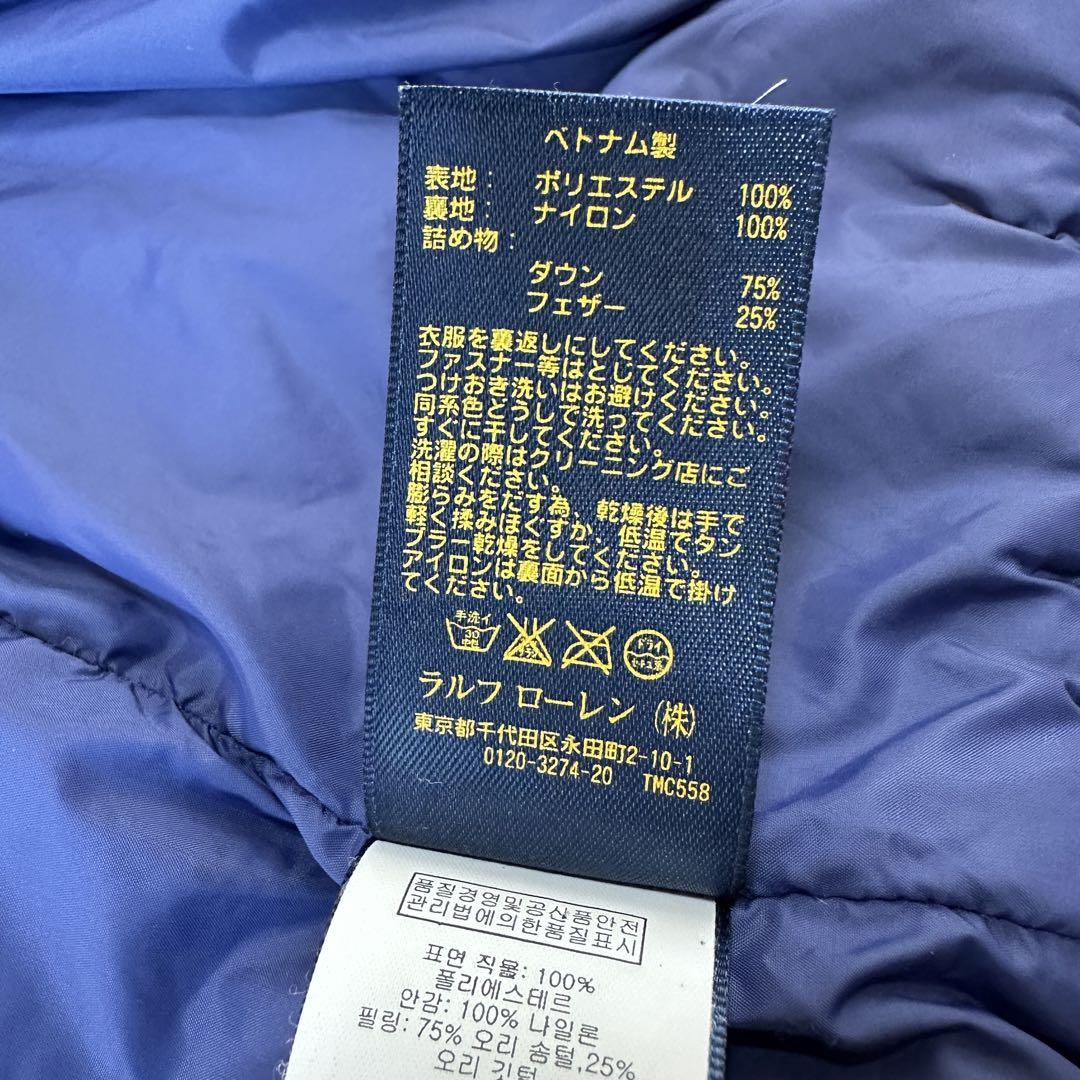 ベトナム製
表地: ポリエステル 100%
裏地: ナイロン 100%
詰め物:
ダウン 75%
フェザー 25%
衣服を裏返しにしてください。
ファスナー等はとしてください。
つけおき洗いはお避けください。
同系色どうしで洗ってください。
すぐに干してください。
洗濯の際はクリーニング店にご
相談ください。
膨らみをだす為、乾燥後は手で
軽く揉みほぐすか、低温でタン
ブラー乾燥をしてください。
アイロンは裏面から低温で掛け
てください。
手洗イ
30
中性
ドライ
ラルフ ローレン (株)
東京都千代田区永田町2-10-1
0120-3274-20 TMC558
품질경영및공산품안전
관리법에의한품질표시
표면 직물: 100%
폴리에스테르
안감: 100% 나일론
필링: 75% 오리 솜털,25%
오리 깃털